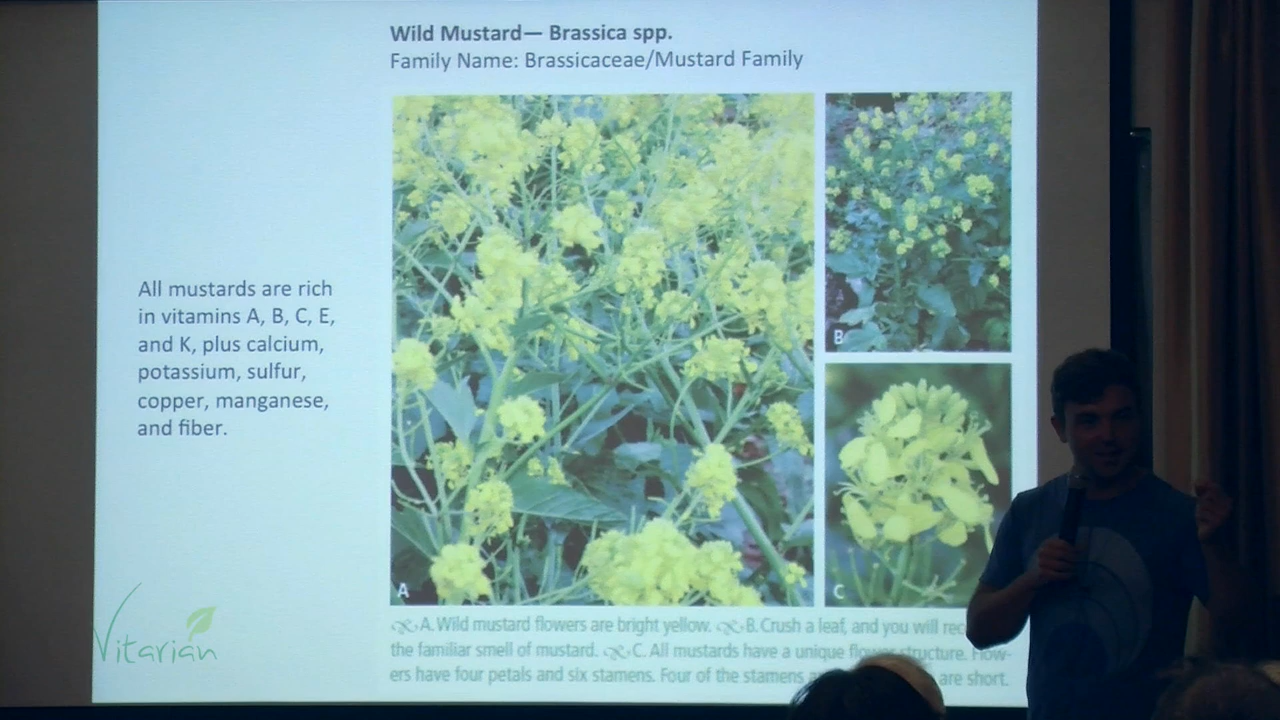 Wild Mustard— Brassica spp.
Family Name: Brassicaceae/Mustard Family
All mustards are rich
in vitamins A, B, C, E,
and K, plus calcium,
potassium, sulfur,
copper, manganese,
and fiber.
A
B
C
Vitarian
A. Wild mustard flowers are bright yellow. B. Crush a leaf, and you will
the familiar smell of mustard. C. All mustards have a unique flower structure. Flow-
ers have four petals and six stamens. Four of the stamens are short.